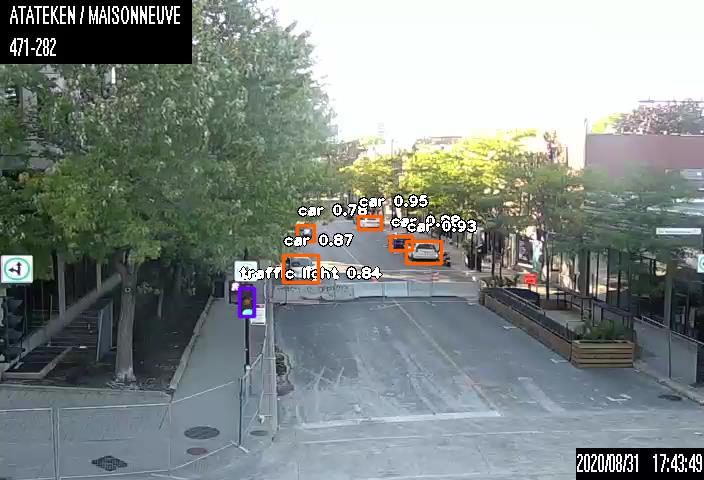 ATATEKEN / MAISONNEUVE
471-282
car 0.95
car 0.78
car 0.93
car 0.87
traffic light 0.84
2020/08/31 17:43:49